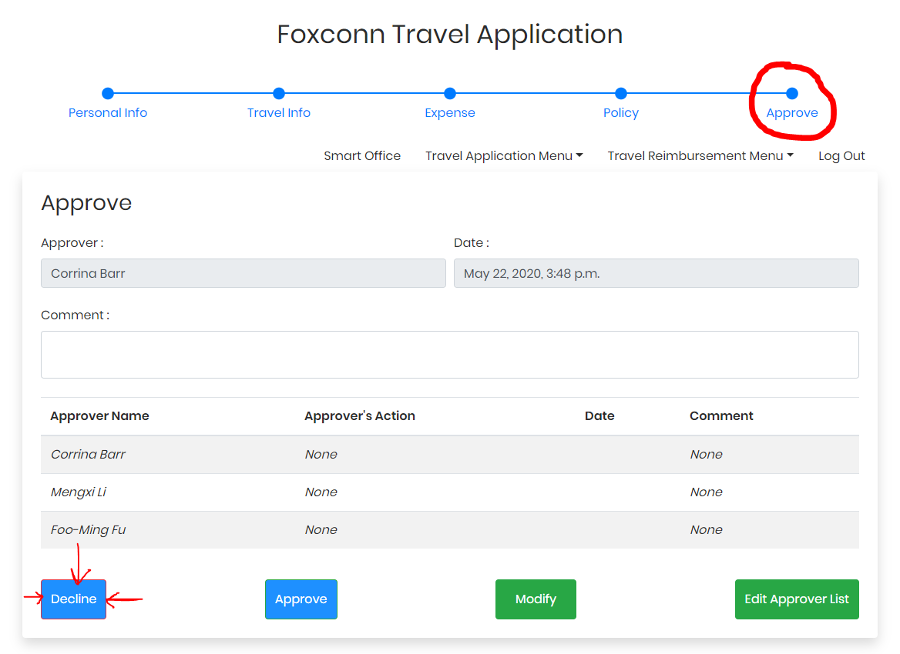 Foxconn Travel Application
Personal Info Travel Info Expense Policy Approve
Smart Office Travel Application Menu Travel Reimbursement Menu Log Out
Approve
Approver : Date :
Corrina Barr May 22, 2020, 3:48 p.m.
Comment :
Approver Name Approver's Action Date Comment
Corrina Barr None None
Mengxi Li None None
Foo-Ming Fu None None
Decline Approve Modify Edit Approver List